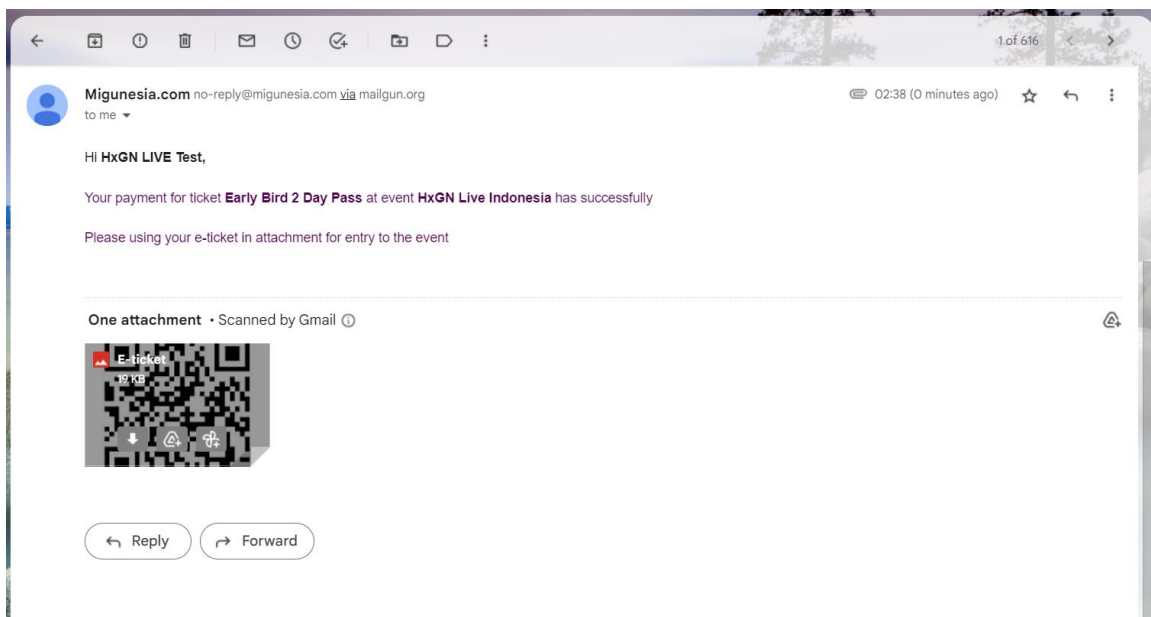 1 of 616
Migunesia.com no-reply@migunesia.com via mailgun.org
02:38 (0 minutes ago)
to me
Hi HxGN LIVE Test,
Your payment for ticket Early Bird 2 Day Pass at event HxGN Live Indonesia has successfully
Please using your e-ticket in attachment for entry to the event
One attachment • Scanned by Gmail
E-ticket
19 KB
Reply
Forward